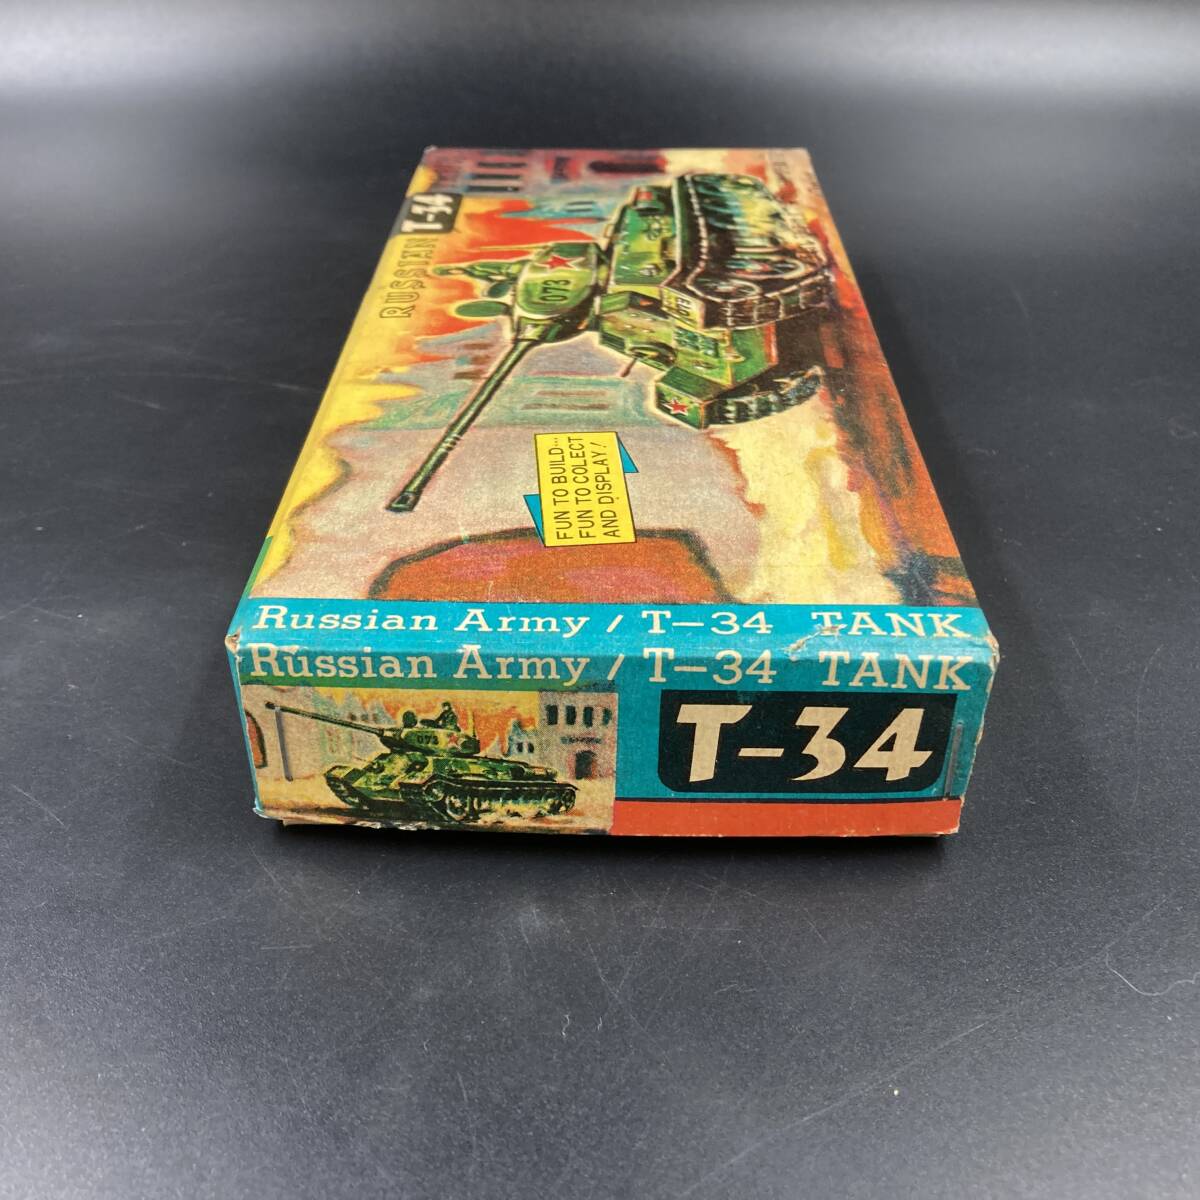 RUSSIAN T-34
073
073
FUN TO BUILD...
FUN TO COLECT
AND DISPLAY!
Russian Army / T-34 TANK
Russian Army / T-34 TANK
073
T-34